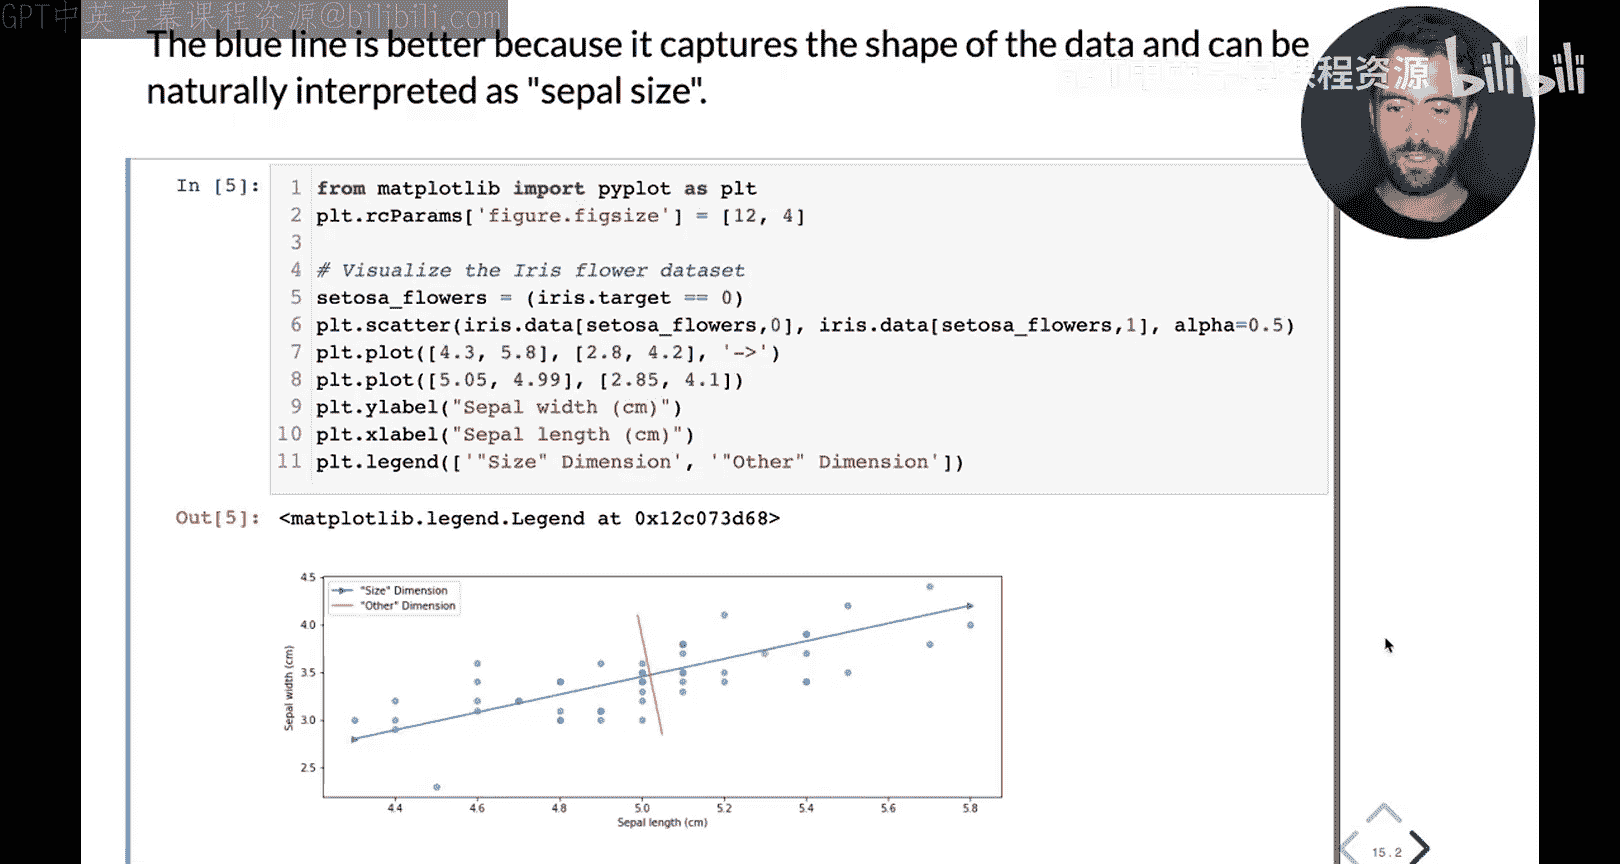 GPT中英字幕课程资源@bilibili.com
The blue line is better because it captures the shape of the data and can be
naturally interpreted as "sepal size".
课程资源 bilibili
In [5]:
1 from matplotlib import pyplot as plt
2 plt.rcParams['figure.figsize'] = [12, 4]
3
4 # Visualize the Iris flower dataset
5 setosa_flowers = (iris.target == 0)
6 plt.scatter(iris.data[setosa_flowers,0], iris.data[setosa_flowers,1], alpha=0.5)
7 plt.plot([4.3, 5.8], [2.8, 4.2], '->')
8 plt.plot([5.05, 4.99], [2.85, 4.1])
9 plt.ylabel("Sepal width (cm)")
10 plt.xlabel("Sepal length (cm)")
11 plt.legend(['"Size" Dimension', '"Other" Dimension'])
Out[5]: <matplotlib.legend.Legend at 0x12c073d68>
"Size" Dimension
"Other" Dimension
4.5
4.0
3.5
3.0
2.5
Sepal width (cm)
4.4 4.6 4.8 5.0 5.2 5.4 5.6 5.8
Sepal length (cm)
15.2